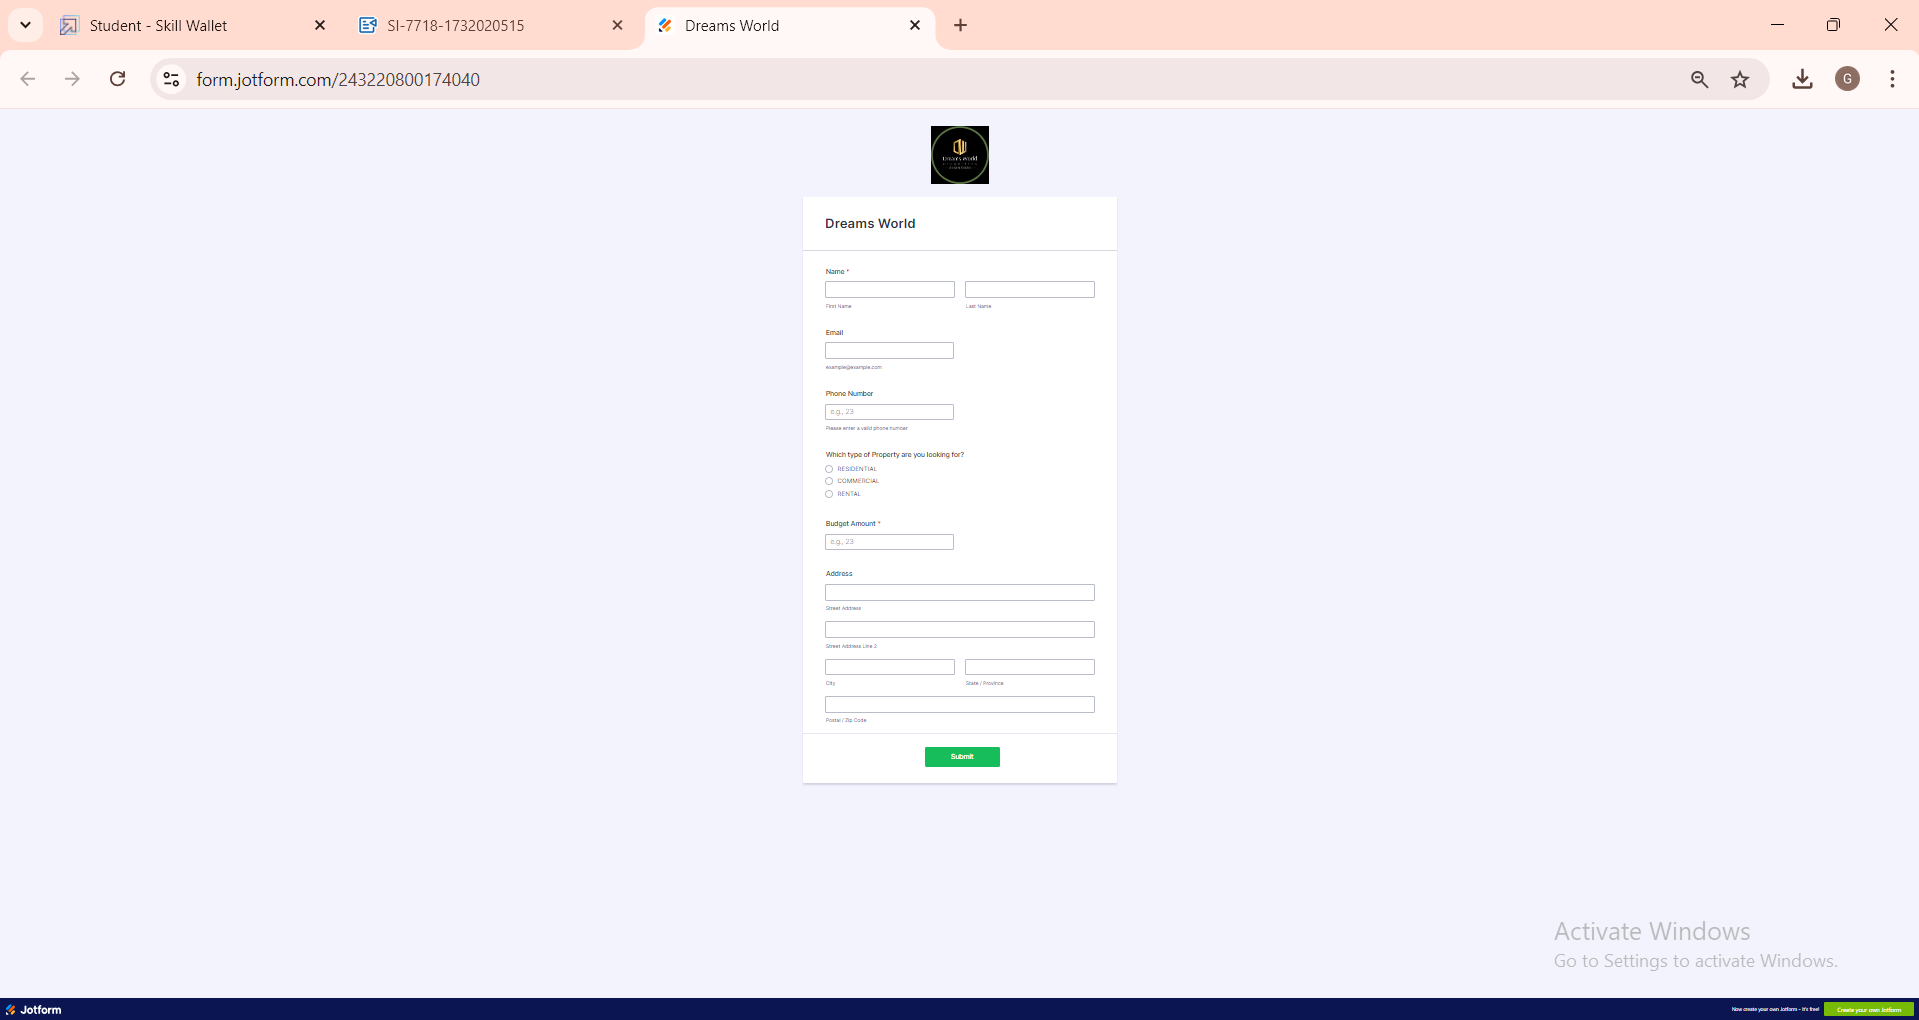 Student - Skill Wallet
SI-7718-1732020515
Dreams World
form.jotform.com/243220800174040
G
Dreams World
Dreams World
Name *
First Name
Last Name
Email
example@example.com
Phone Number
e.g., 23
Please enter a valid phone number
Which type of Property are you looking for?
RESIDENTIAL
COMMERCIAL
RENTAL
Budget Amount *
e.g., 23
Address
Street Address
Street Address Line 2
City
State / Province
Postal / Zip Code
Submit
Activate Windows
Go to Settings to activate Windows.
Jotform
Now create your own Jotform - It's free!
Create your own Jotform